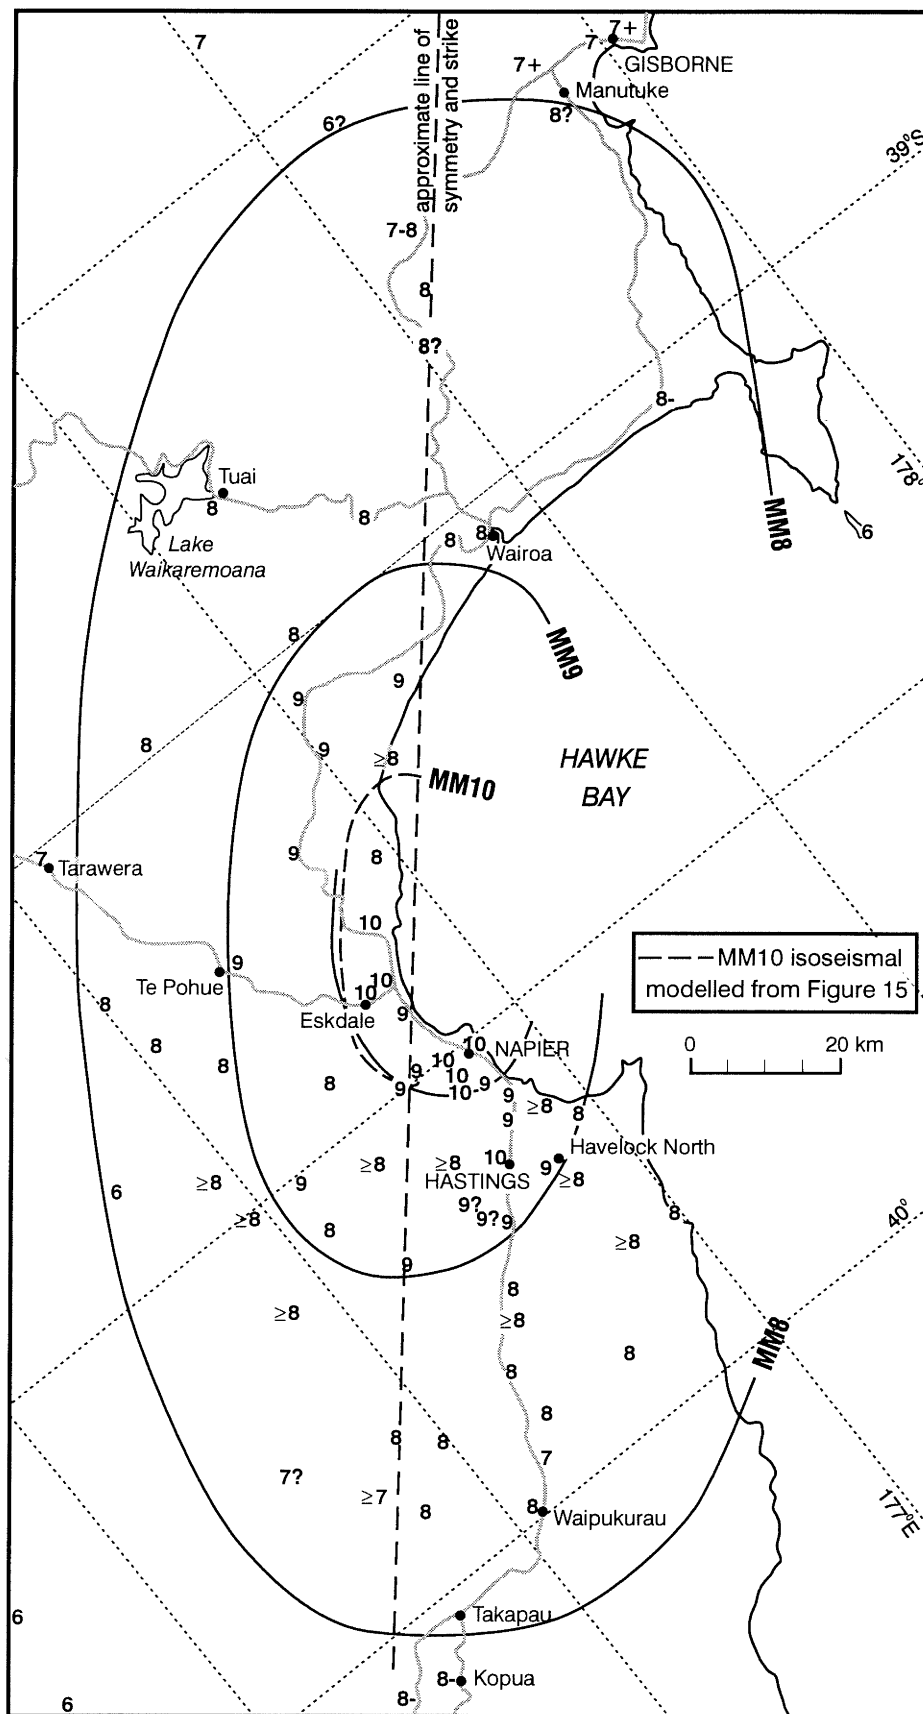 7+
7
7
GISBORNE
7+
Manutuke
approximate line of
symmetry and strike
8?
6?
39°S
7-8
8
8?
8-
178°
Tuai
8
8
MM8
6
8
8
Wairoa
Lake
Waikaremoana
8
MM9
9
9
9
8
≥8
HAWKE
BAY
MM10
9
8
7
Tarawera
10
MM10 isoseismal
modelled from Figure 15
9
Te Pohue
10
10
Eskdale
8
9
0
20 km
10
NAPIER
8
10
8
9
10
8
9
10-
9
9
≥8
8
9
Havelock North
10
9
≥8
≥8
HASTINGS
≥8
≥8
9
6
9?
9?
9
8
40°
≥8
8
≥8
9
8
≥8
≥8
MM8
8
8
8
8
8
7
7?
≥7
8
8
Waipukurau
177°E
6
Takapau
8-
Kopua
8-
6